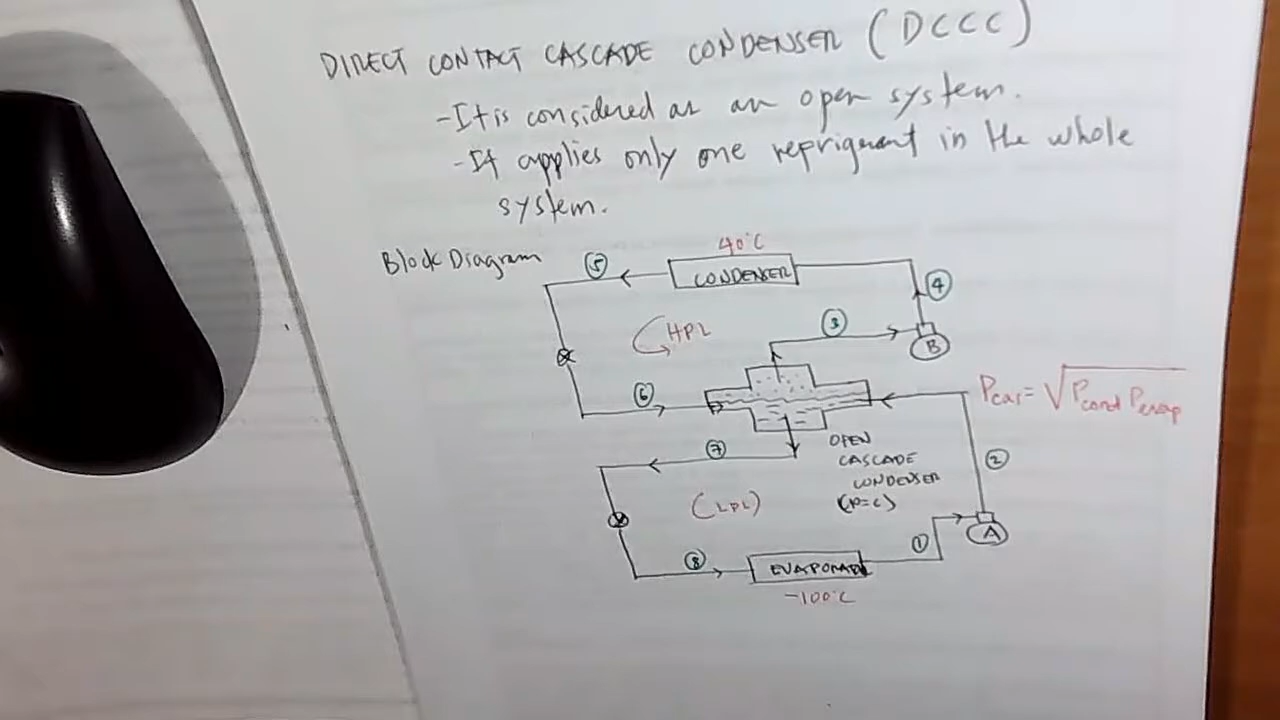 DIRECT CONTACT CASCADE CONDENSER (DCCC)
- It is considered as an open system.
- It applies only one repriguent in the whole
system.
Block Diagram
40°C
CONDENSER
5
4
3
HPL
B
6
Pcas = √Pcond Pevap
7
OPEN
CASCADE
CONDENSER
(P=C)
2
(LPL)
A
1
8
EVAPORATOR
-100°C